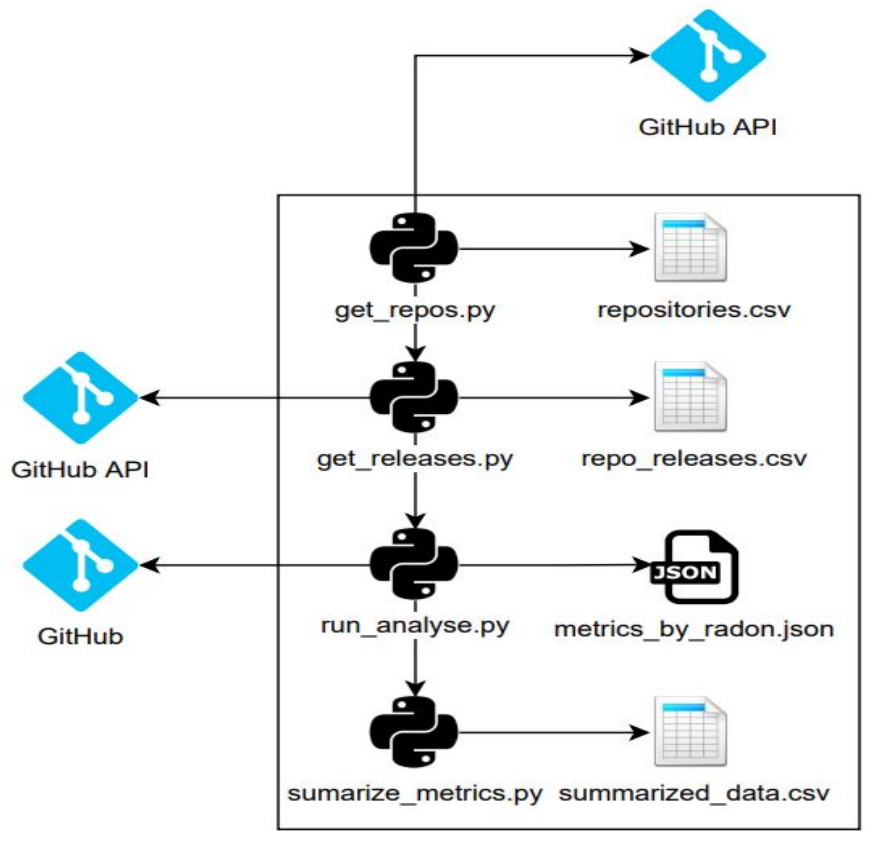 GitHub API
get_repos.py
repositories.csv
GitHub API
get_releases.py
repo_releases.csv
GitHub
run_analyse.py
JSON
metrics_by_radon.json
sumarize_metrics.py
summarized_data.csv